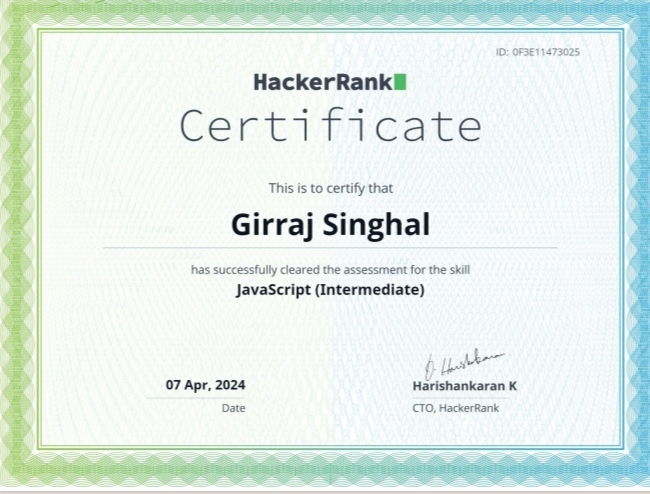 ID: 0F3E11473025
HackerRank
Certificate
This is to certify that
Girraj Singhal
has successfully cleared the assessment for the skill
JavaScript (Intermediate)
07 Apr, 2024
Date
Harishankaran K
CTO, HackerRank